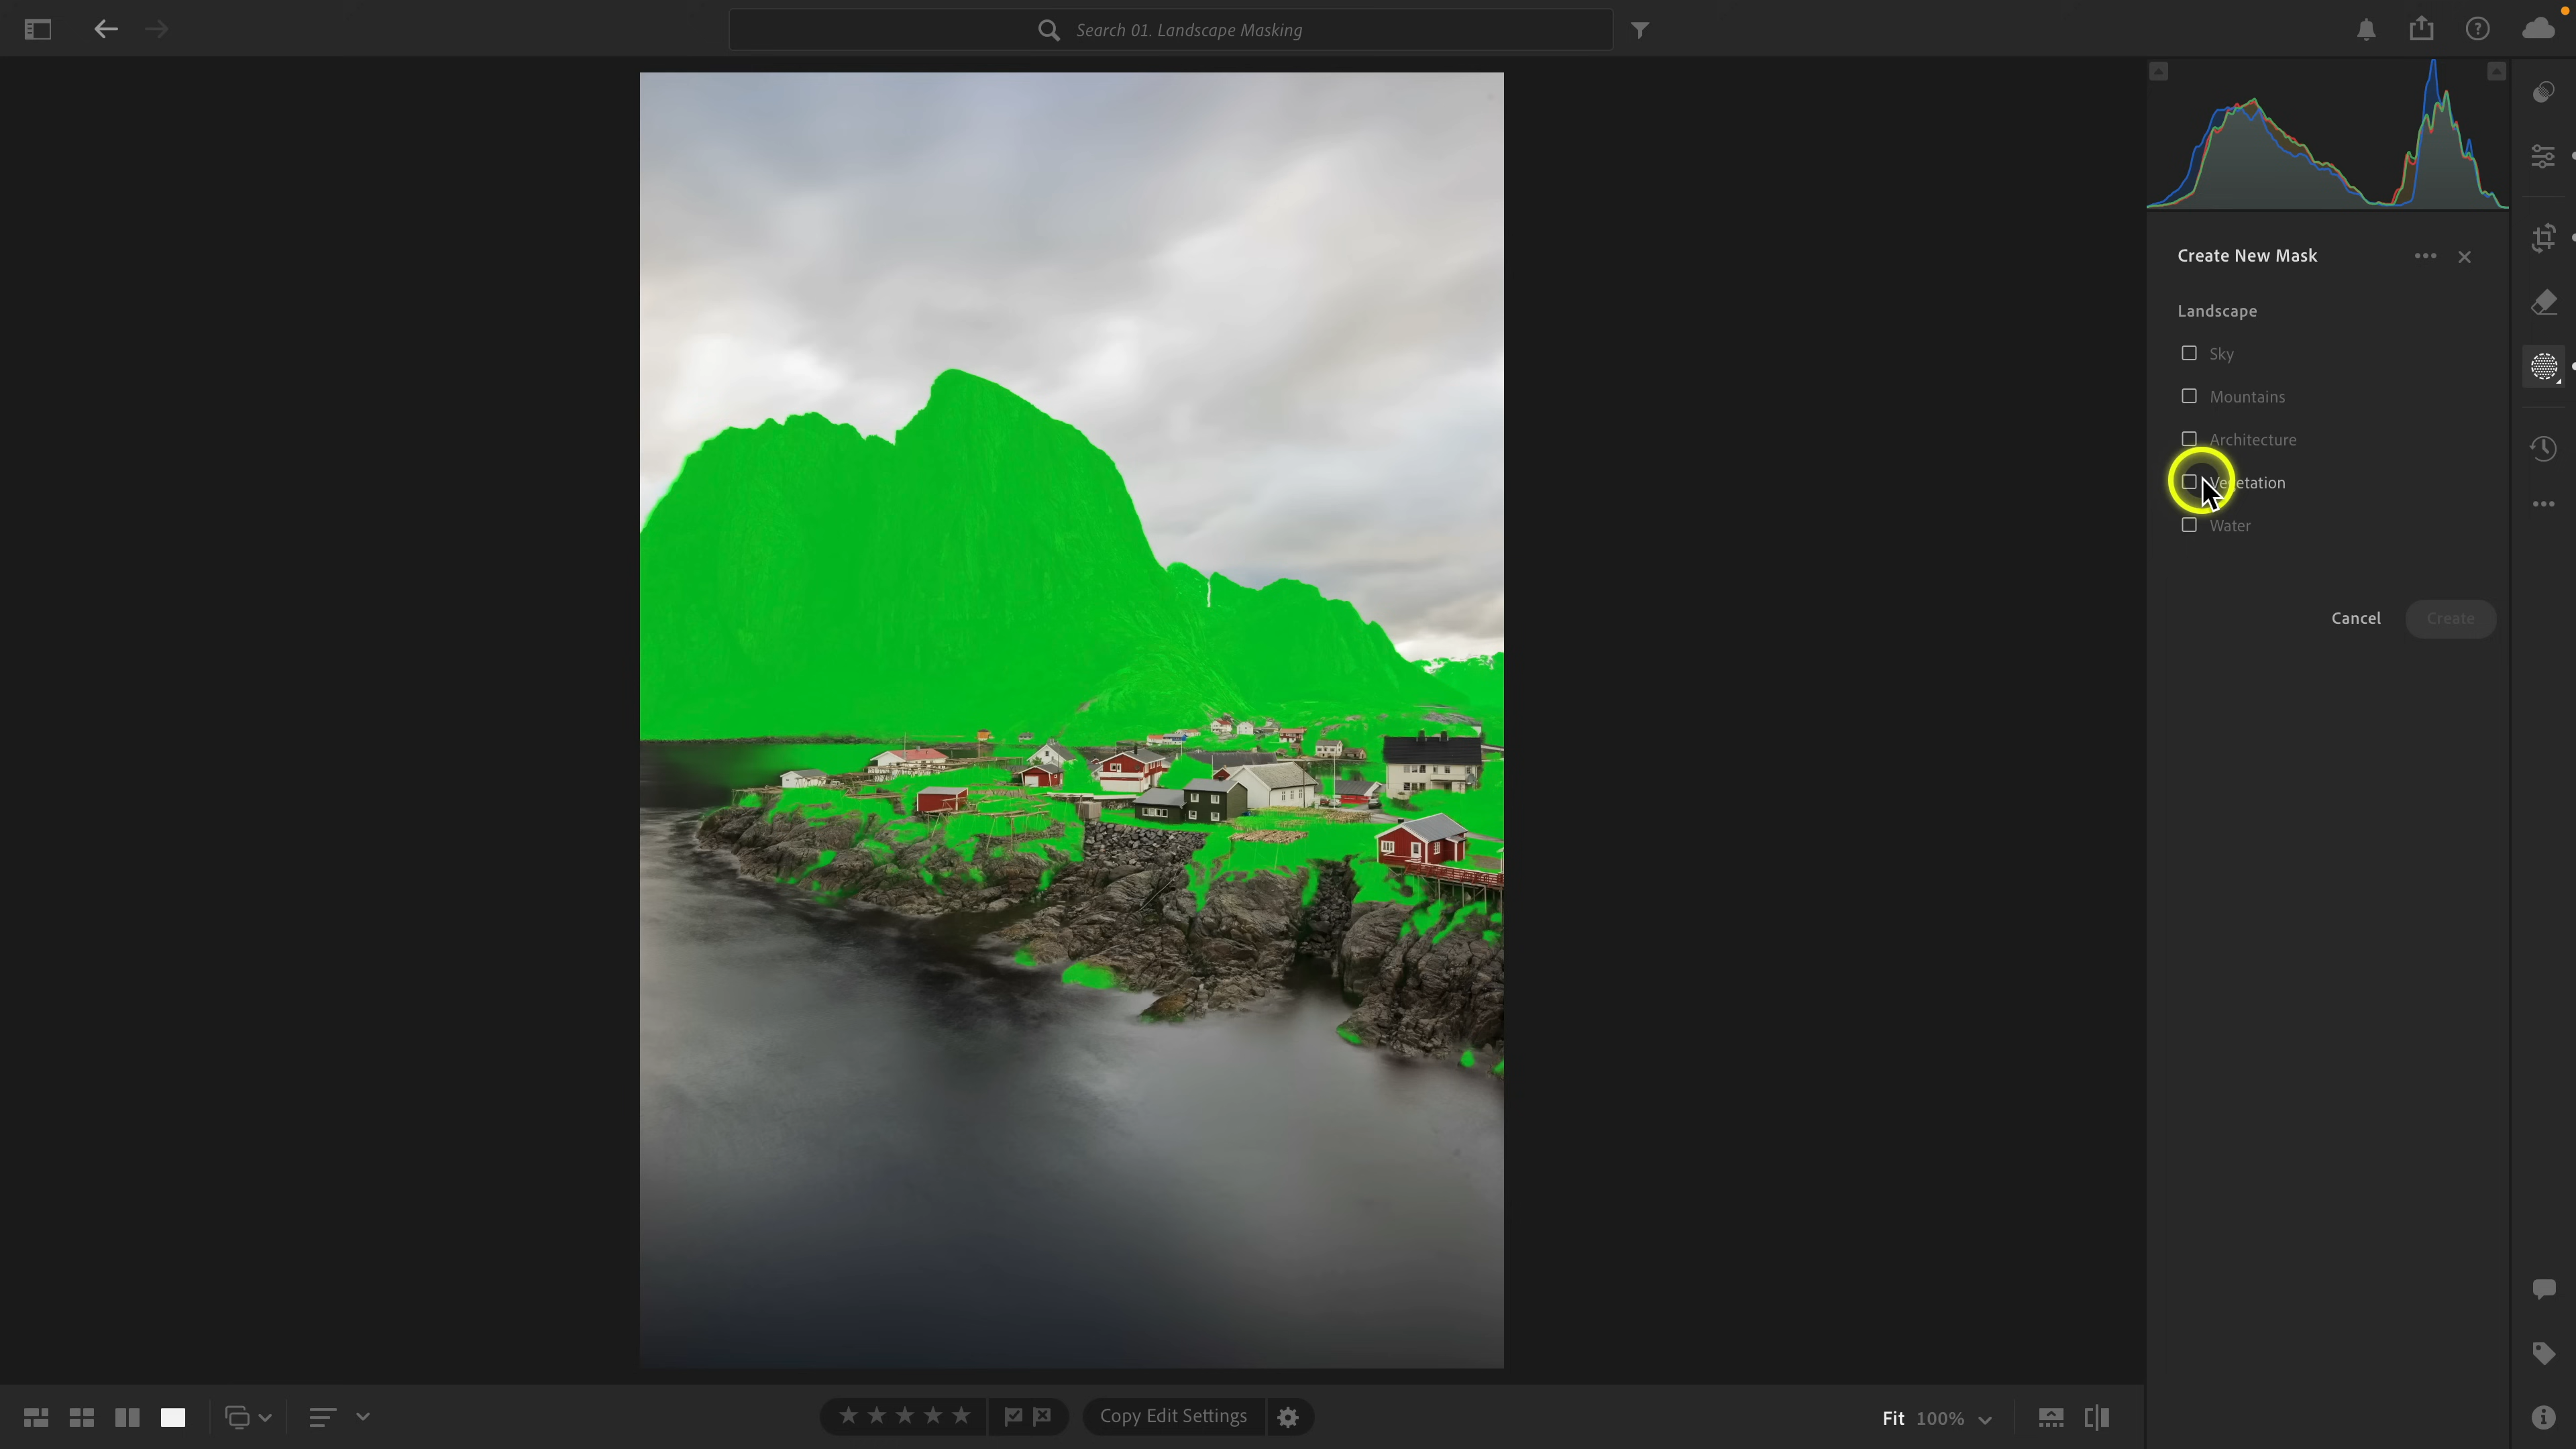 Search 01. Landscape Masking
Create New Mask
Landscape
Sky
Mountains
Architecture
Vegetation
Water
Cancel
Create
Copy Edit Settings
Fit 100%